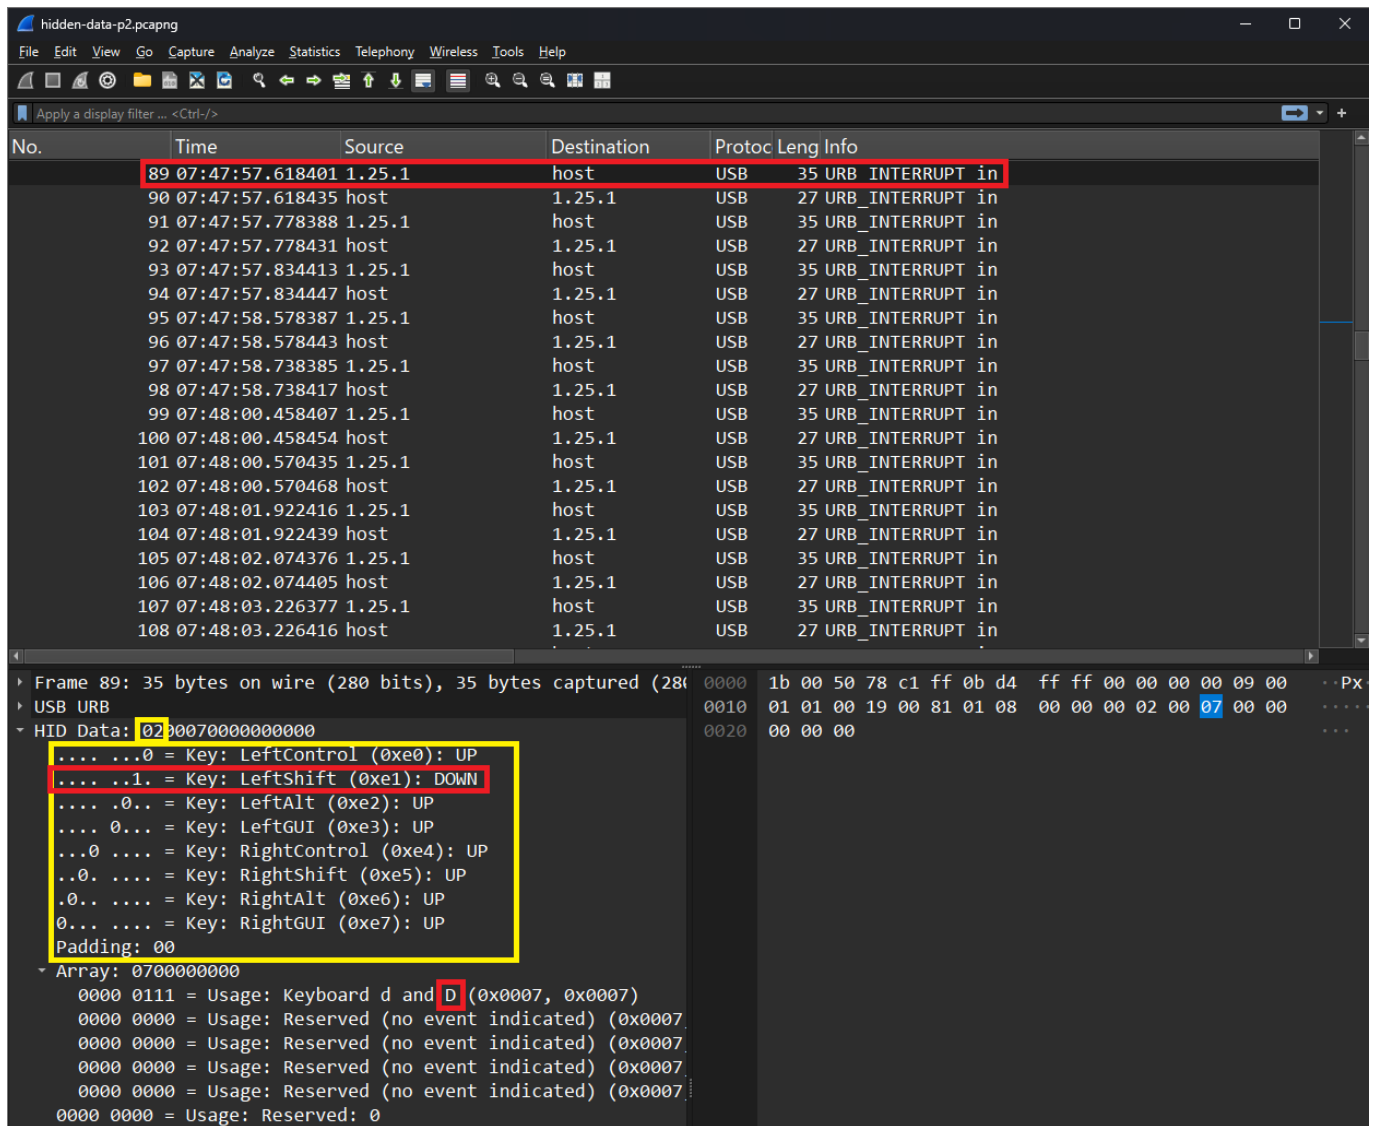 hidden-data-p2.pcapng
File Edit View Go Capture Analyze Statistics Telephony Wireless Tools Help
Apply a display filter ... <Ctrl-/>
No. Time Source Destination Protoc Leng Info
89 07:47:57.618401 1.25.1 host USB 35 URB_INTERRUPT in
90 07:47:57.618435 host 1.25.1 USB 27 URB_INTERRUPT in
91 07:47:57.778388 1.25.1 host USB 35 URB_INTERRUPT in
92 07:47:57.778431 host 1.25.1 USB 27 URB_INTERRUPT in
93 07:47:57.834413 1.25.1 host USB 35 URB_INTERRUPT in
94 07:47:57.834447 host 1.25.1 USB 27 URB_INTERRUPT in
95 07:47:58.578387 1.25.1 host USB 35 URB_INTERRUPT in
96 07:47:58.578443 host 1.25.1 USB 27 URB_INTERRUPT in
97 07:47:58.738385 1.25.1 host USB 35 URB_INTERRUPT in
98 07:47:58.738417 host 1.25.1 USB 27 URB_INTERRUPT in
99 07:48:00.458407 1.25.1 host USB 35 URB_INTERRUPT in
100 07:48:00.458454 host 1.25.1 USB 27 URB_INTERRUPT in
101 07:48:00.570435 1.25.1 host USB 35 URB_INTERRUPT in
102 07:48:00.570468 host 1.25.1 USB 27 URB_INTERRUPT in
103 07:48:01.922416 1.25.1 host USB 35 URB_INTERRUPT in
104 07:48:01.922439 host 1.25.1 USB 27 URB_INTERRUPT in
105 07:48:02.074376 1.25.1 host USB 35 URB_INTERRUPT in
106 07:48:02.074405 host 1.25.1 USB 27 URB_INTERRUPT in
107 07:48:03.226377 1.25.1 host USB 35 URB_INTERRUPT in
108 07:48:03.226416 host 1.25.1 USB 27 URB_INTERRUPT in
Frame 89: 35 bytes on wire (280 bits), 35 bytes captured (280
USB URB
HID Data: 0200070000000000
.... ...0 = Key: LeftControl (0xe0): UP
.... ..1. = Key: LeftShift (0xe1): DOWN
.... .0.. = Key: LeftAlt (0xe2): UP
.... 0... = Key: LeftGUI (0xe3): UP
...0 .... = Key: RightControl (0xe4): UP
..0. .... = Key: RightShift (0xe5): UP
.0.. .... = Key: RightAlt (0xe6): UP
0... .... = Key: RightGUI (0xe7): UP
Padding: 00
Array: 0700000000
0000 0111 = Usage: Keyboard d and D (0x0007, 0x0007)
0000 0000 = Usage: Reserved (no event indicated) (0x0007,
0000 0000 = Usage: Reserved (no event indicated) (0x0007,
0000 0000 = Usage: Reserved (no event indicated) (0x0007,
0000 0000 = Usage: Reserved (no event indicated) (0x0007,
0000 0000 = Usage: Reserved: 0
0000 1b 00 50 78 c1 ff 0b d4 ff ff 00 00 00 00 09 00 ··Px·
0010 01 01 00 19 00 81 01 08 00 00 00 02 00 07 00 00 ·····
0020 00 00 00 ···